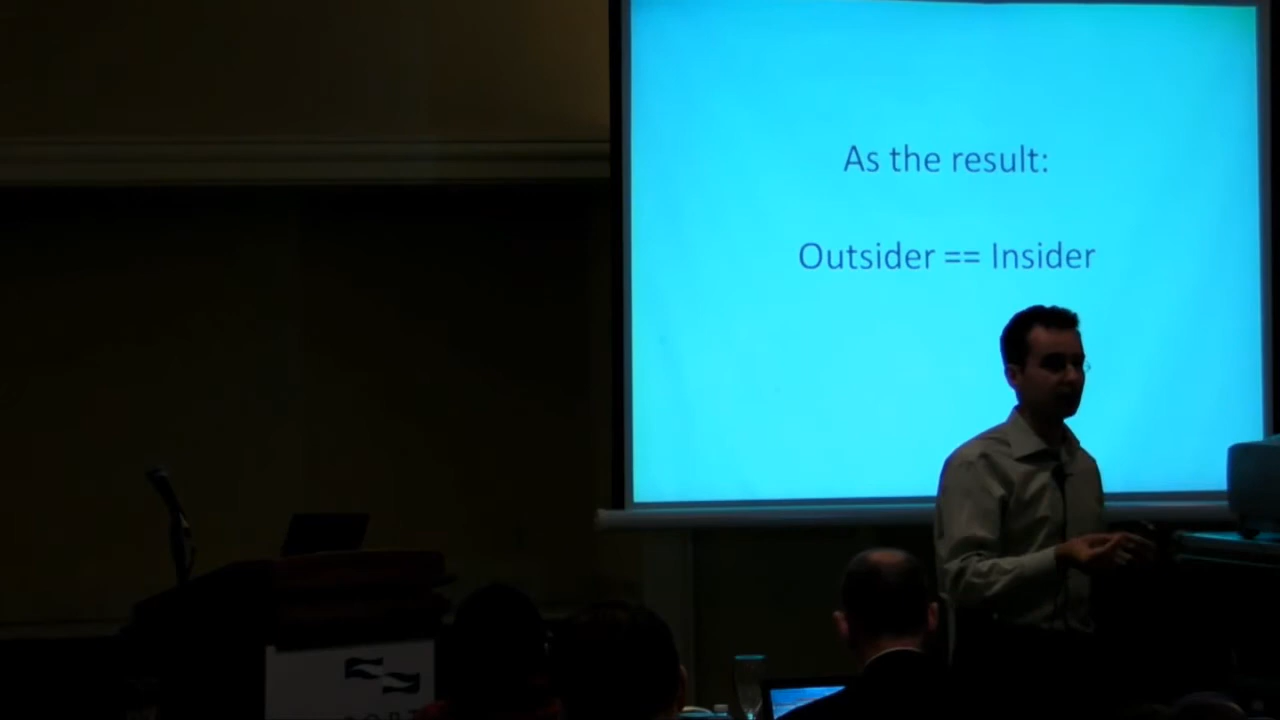 As the result:
Outsider == Insider